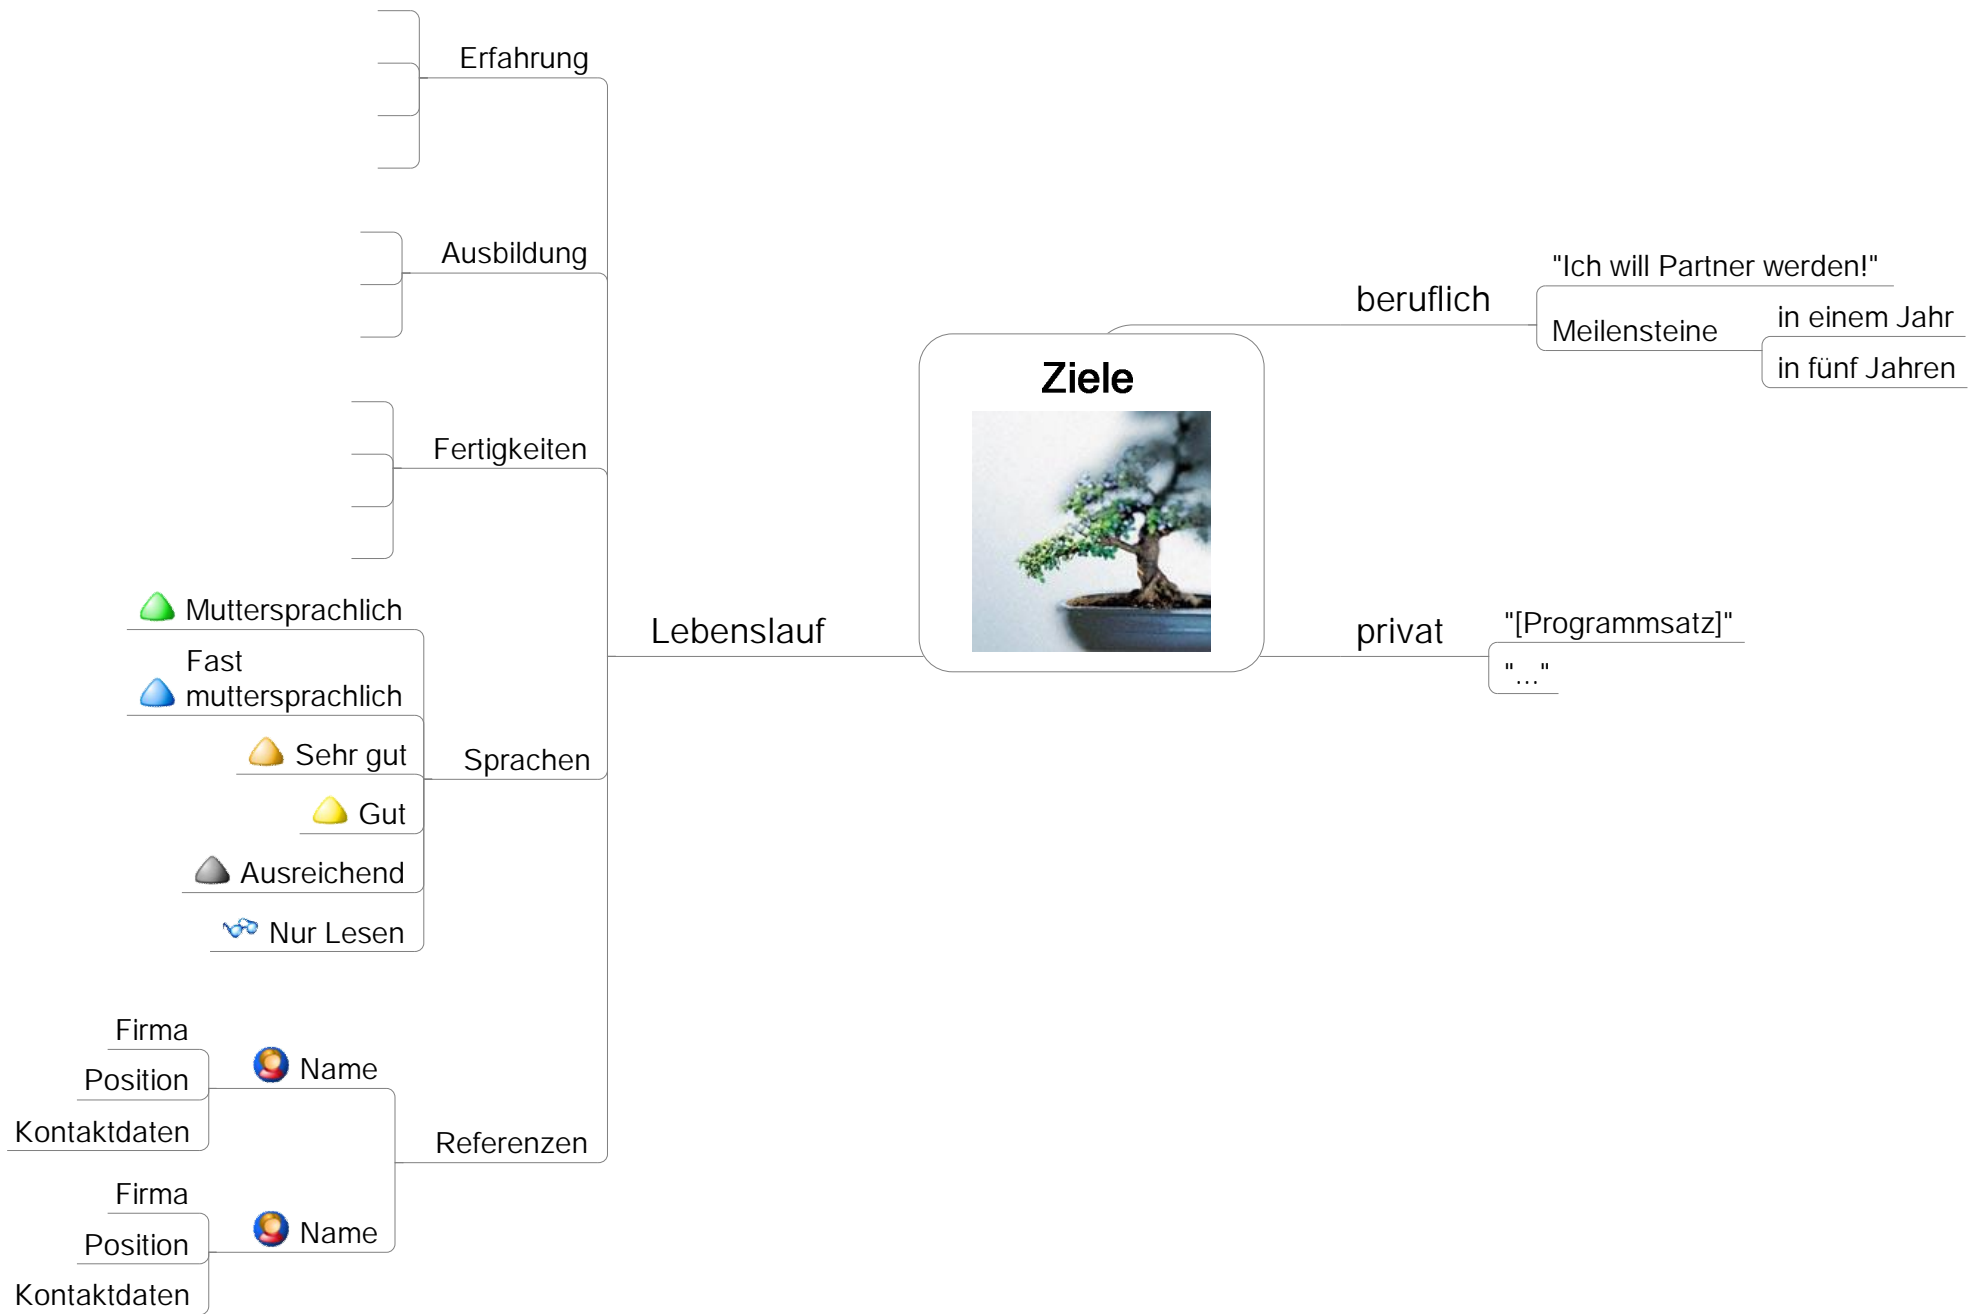 Ziele
beruflich
"Ich will Partner werden!"
Meilensteine
in einem Jahr
in fünf Jahren
privat
"[Programmsatz]"
"..."
Lebenslauf
Erfahrung
Ausbildung
Fertigkeiten
Sprachen
Muttersprachlich
Fast
muttersprachlich
Sehr gut
Gut
Ausreichend
Nur Lesen
Referenzen
Name
Firma
Position
Kontaktdaten
Name
Firma
Position
Kontaktdaten